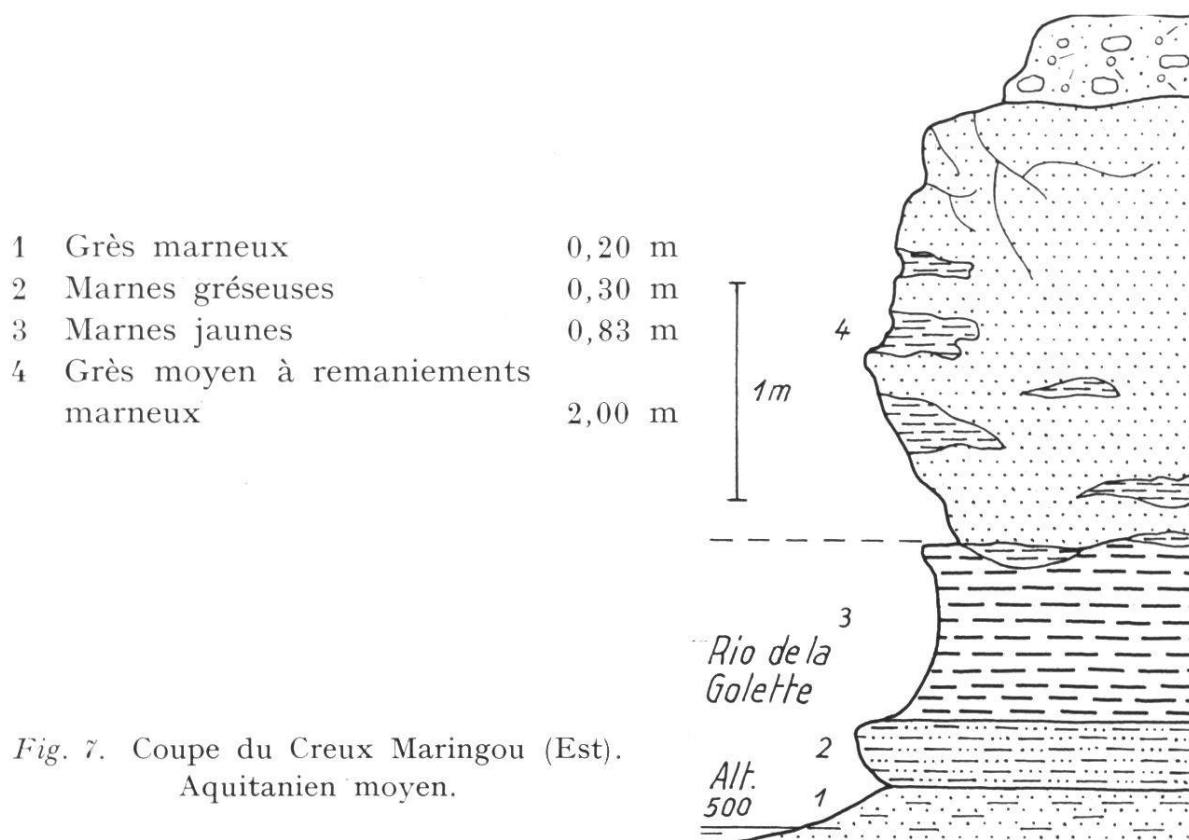 1 Grès marneux 0,20 m
2 Marnes gréseuses 0,30 m
3 Marnes jaunes 0,83 m
4 Grès moyen à remaniements
marneux 2,00 m
4
1m
3
Rio de la
Golette
2
Alt.
500 1
Fig. 7. Coupe du Creux Maringou (Est).
Aquitanien moyen.